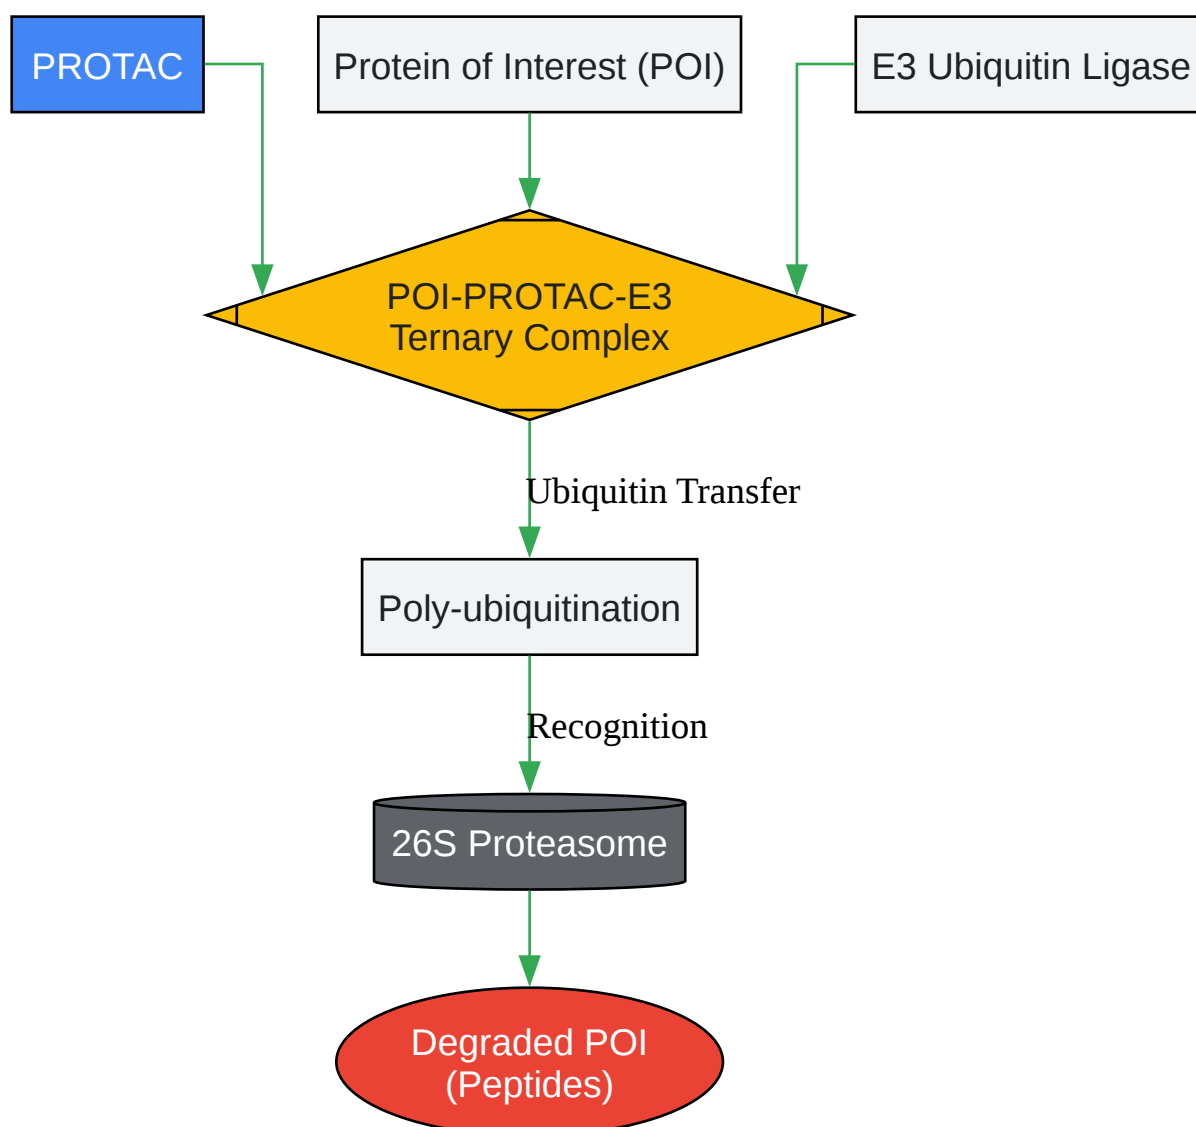 PROTAC
Protein of Interest (POI)
E3 Ubiquitin Ligase
POI-PROTAC-E3
Ternary Complex
Ubiquitin Transfer
Poly-ubiquitination
Recognition
26S Proteasome
Degraded POI
(Peptides)